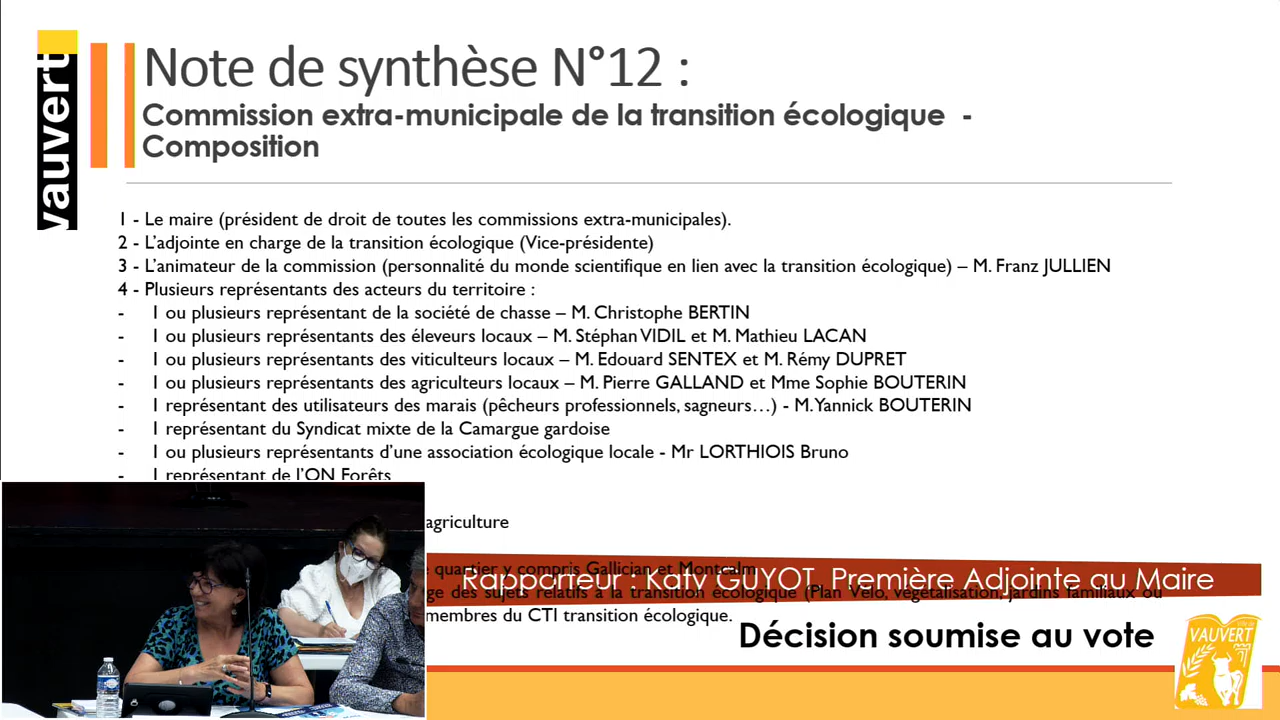 vauvert
Note de synthèse N°12 :
Commission extra-municipale de la transition écologique -
Composition
1 - Le maire (président de droit de toutes les commissions extra-municipales).
2 - L'adjointe en charge de la transition écologique (Vice-présidente)
3 - L'animateur de la commission (personnalité du monde scientifique en lien avec la transition écologique) – M. Franz JULLIEN
4 - Plusieurs représentants des acteurs du territoire :
- 1 ou plusieurs représentant de la société de chasse – M. Christophe BERTIN
- 1 ou plusieurs représentants des éleveurs locaux – M. Stéphan VIDIL et M. Mathieu LACAN
- 1 ou plusieurs représentants des viticulteurs locaux – M. Edouard SENTEX et M. Rémy DUPRET
- 1 ou plusieurs représentants des agriculteurs locaux – M. Pierre GALLAND et Mme Sophie BOUTERIN
- 1 représentant des utilisateurs des marais (pêcheurs professionnels, sagneurs…) - M. Yannick BOUTERIN
- 1 représentant du Syndicat mixte de la Camargue gardoise
- 1 ou plusieurs représentants d'une association écologique locale - Mr LORTHIOIS Bruno
- 1 représentant de l'ON Forêts
agriculture
quartier y compris Gallician et Montcalm
Rapporteur : Katy GUYOT, Première Adjointe au Maire
des sujets relatifs à la transition écologique (Plan Vélo, végétalisation, jardins familiaux ou
membres du CTI transition écologique.
Décision soumise au vote
VAUVERT